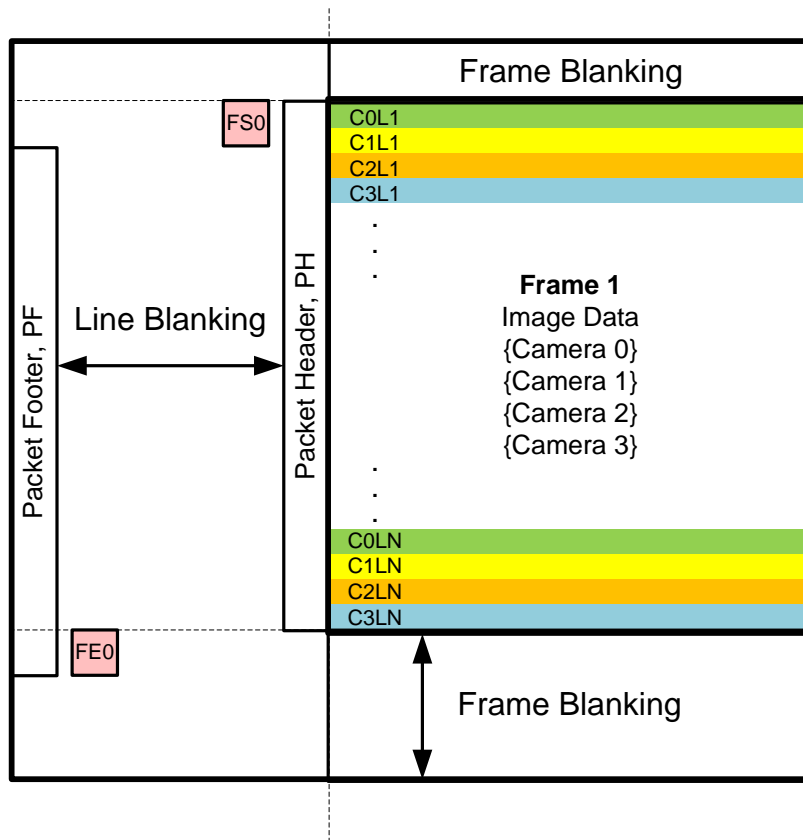 Frame Blanking
FS0
C0L1
C1L1
C2L1
C3L1
.
.
.
Packet Footer, PF
Line Blanking
Packet Header, PH
Frame 1
Image Data
{Camera 0}
{Camera 1}
{Camera 2}
{Camera 3}
.
.
.
C0LN
C1LN
C2LN
C3LN
FE0
Frame Blanking